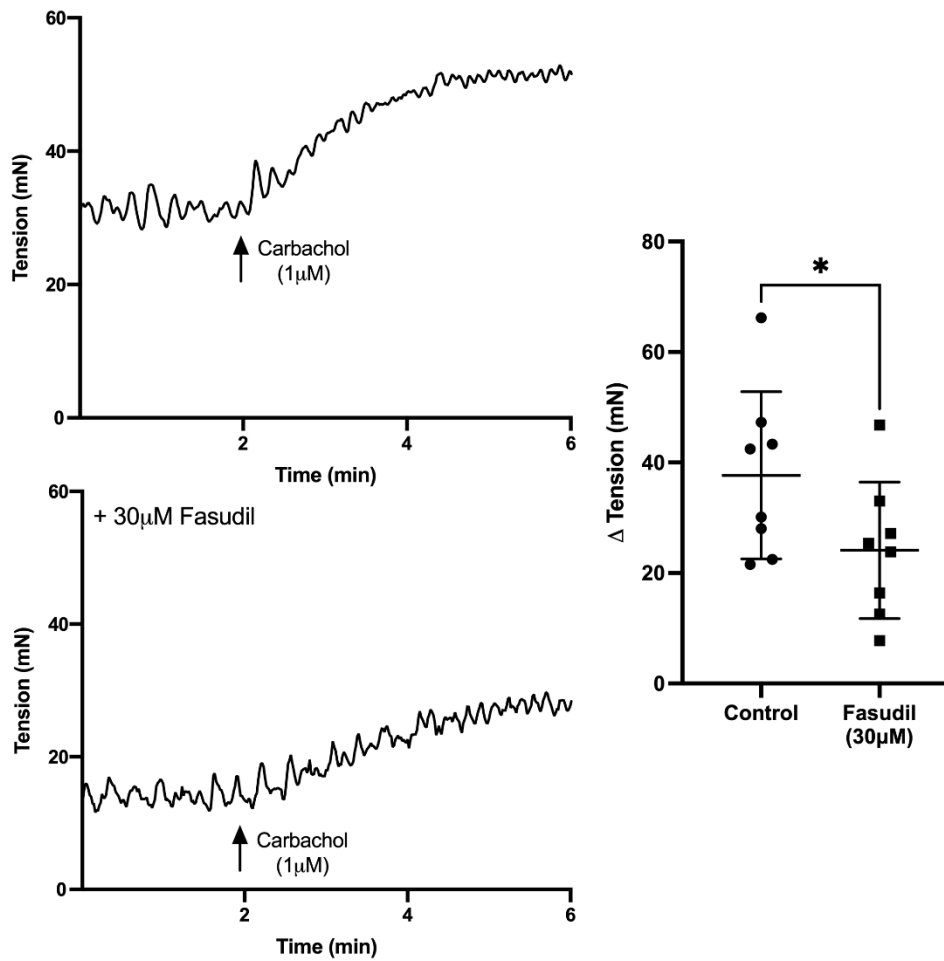 60
40
20
0
Tension (mN)
Carbachol
(1μM)
2 4 6
Time (min)
60
40
20
0
Tension (mN)
+ 30μM Fasudil
Carbachol
(1μM)
2 4 6
Time (min)
80
60
40
20
0
Δ Tension (mN)
*
Control Fasudil
(30μM)